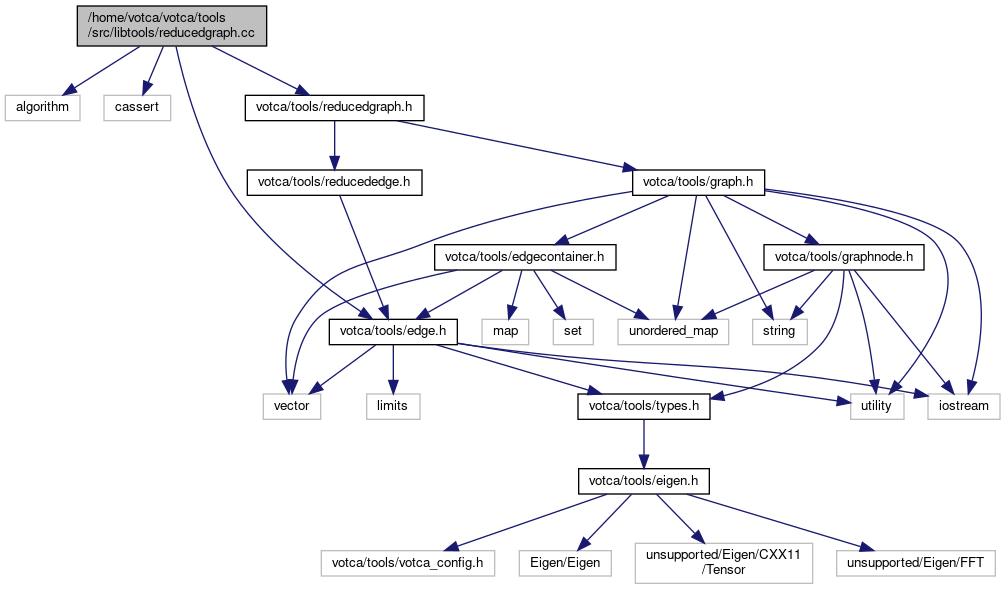 /home/votca/votca/tools
/src/libtools/reducedgraph.cc
algorithm
cassert
votca/tools/reducedgraph.h
votca/tools/reducededge.h
votca/tools/graph.h
votca/tools/edgecontainer.h
votca/tools/graphnode.h
votca/tools/edge.h
map
set
unordered_map
string
vector
limits
votca/tools/types.h
utility
iostream
votca/tools/eigen.h
votca/tools/votca_config.h
Eigen/Eigen
unsupported/Eigen/CXX11
/Tensor
unsupported/Eigen/FFT